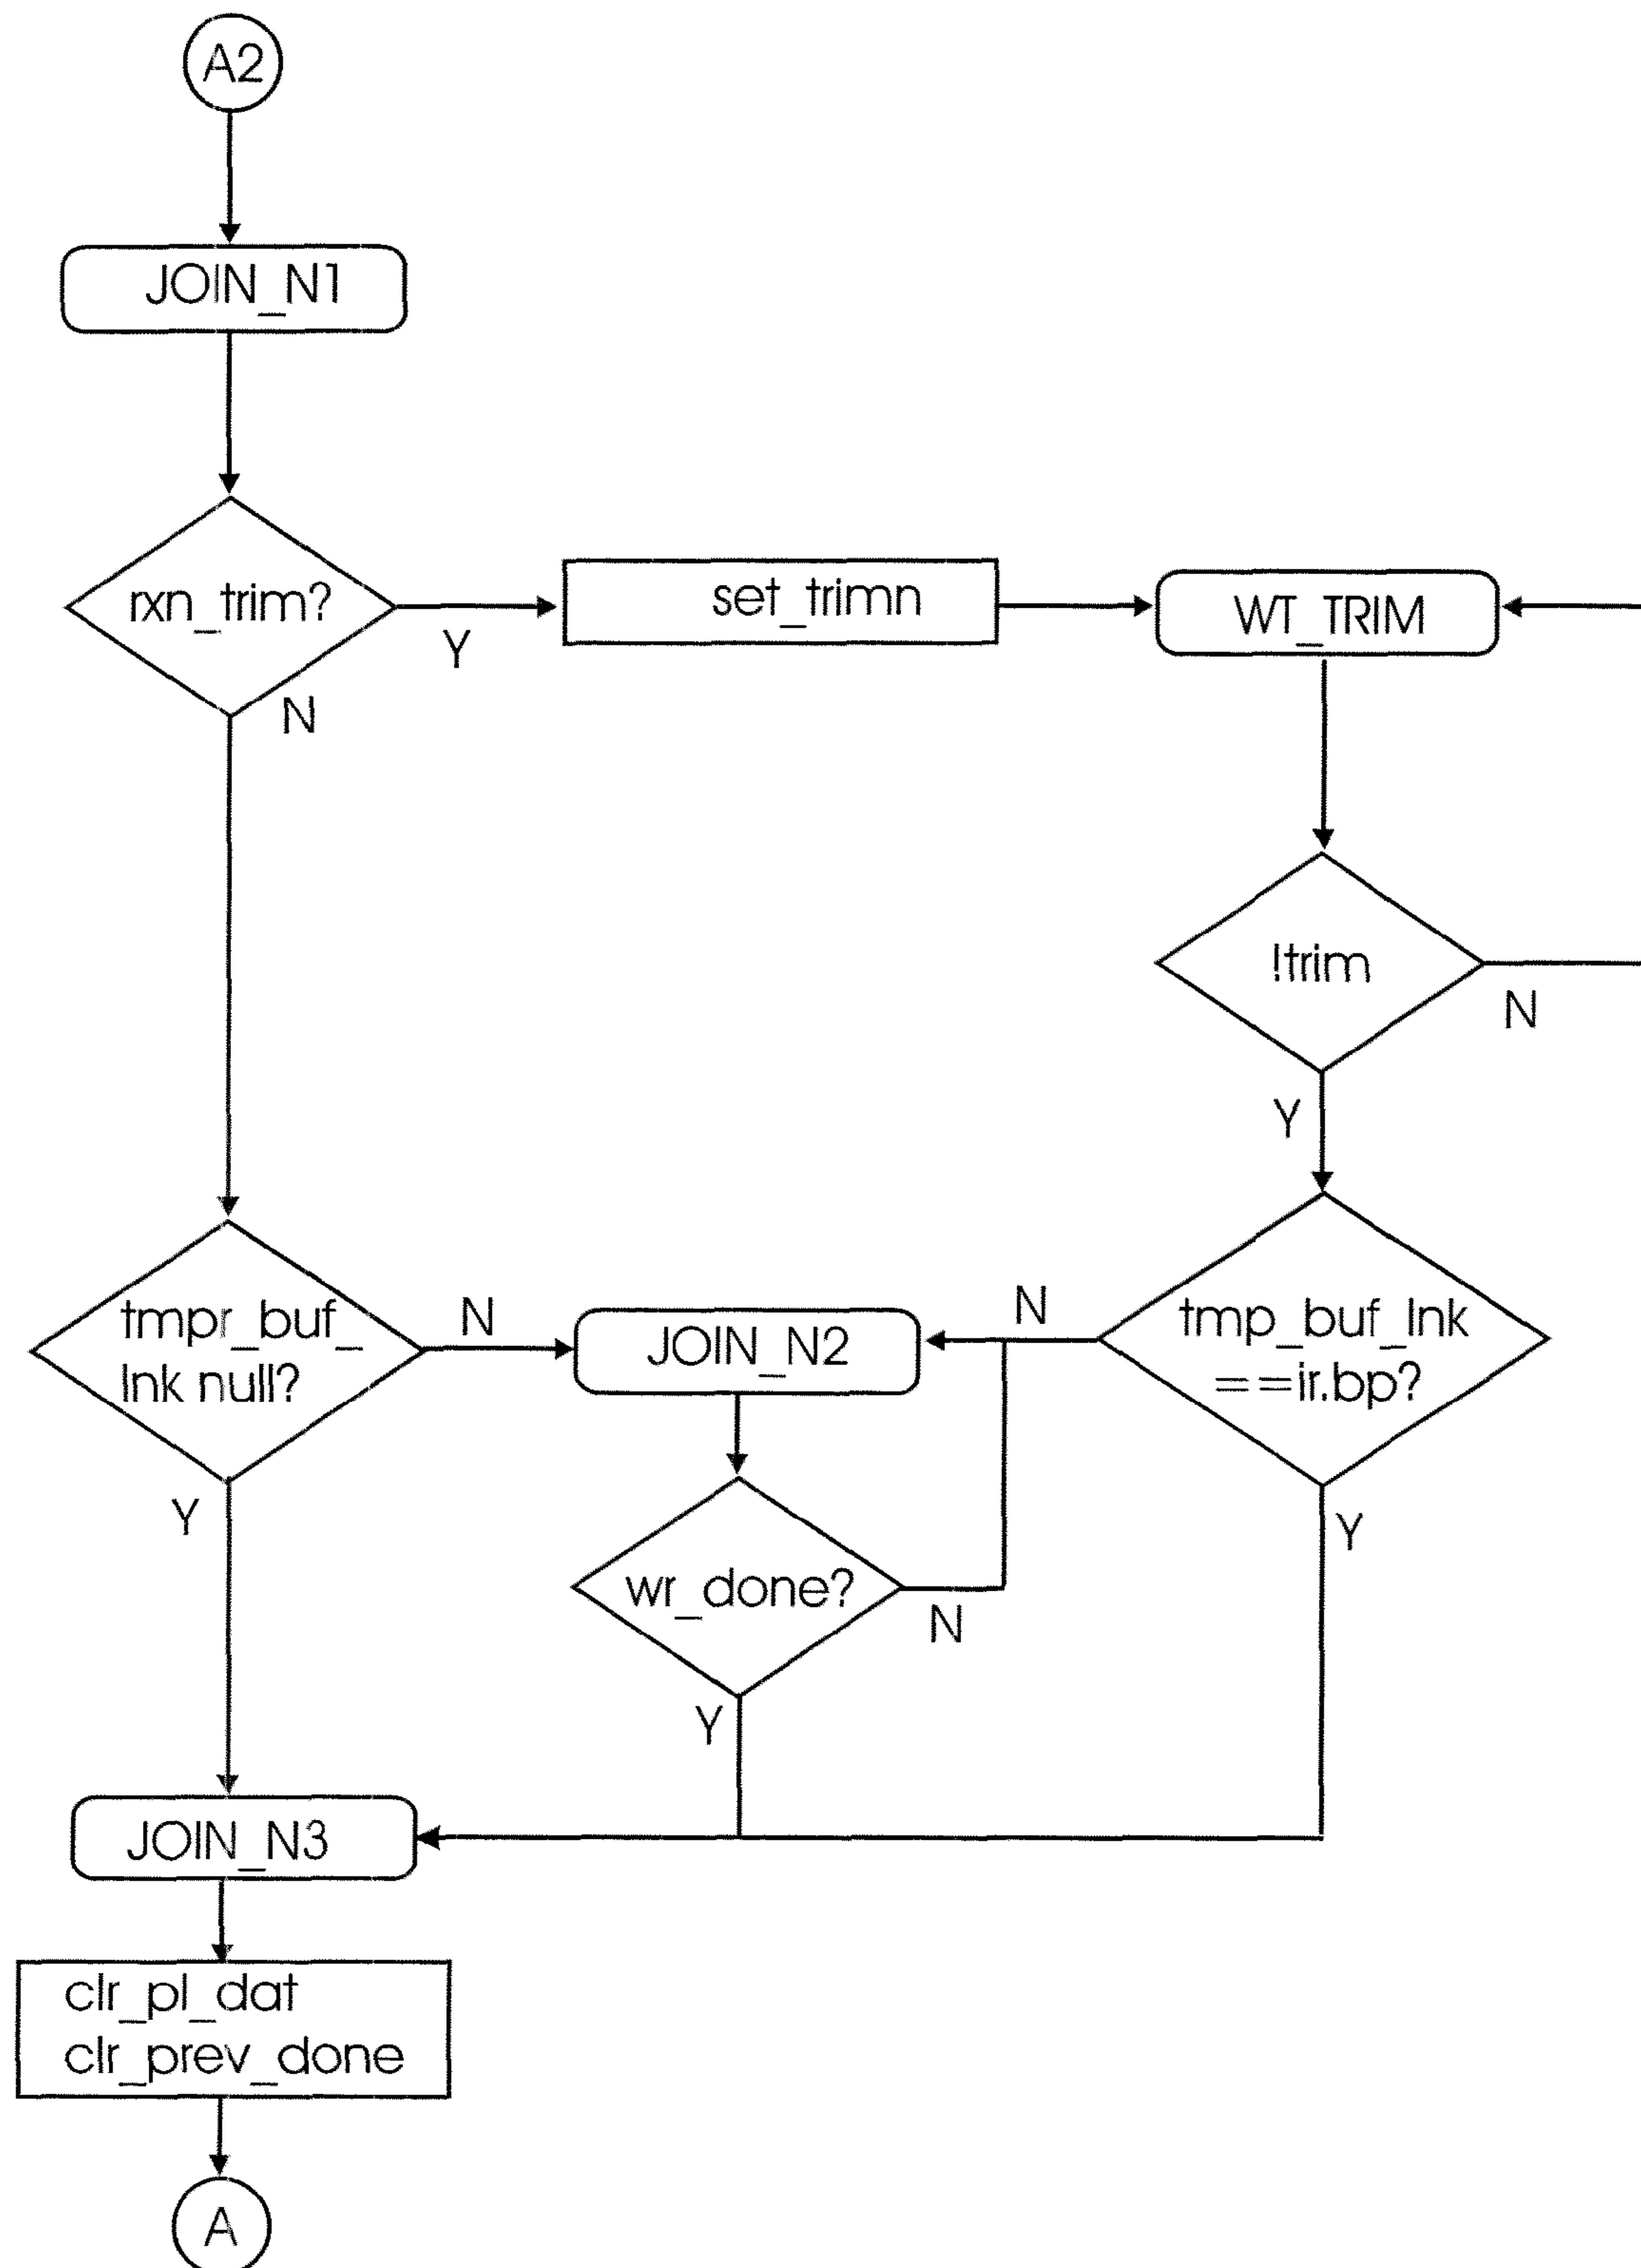 A2
JOIN_N1
rxn_trim?
Y
set_trimn
WT_TRIM
N
!trim
N
Y
tmpr_buf_
lnk null?
N
JOIN_N2
N
tmp_buf_lnk
==ir.bp?
Y
wr_done?
N
Y
Y
JOIN_N3
clr_pl_dat
clr_prev_done
A